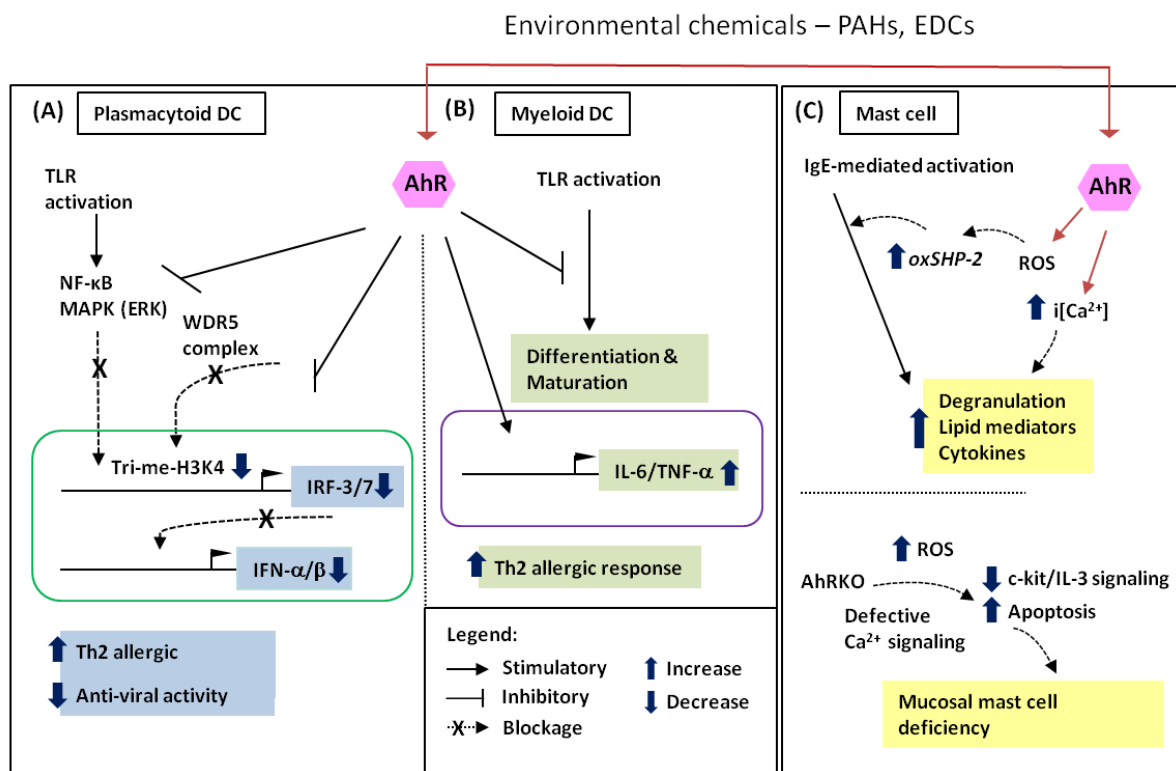 Environmental chemicals – PAHs, EDCs
(A)
Plasmacytoid DC
TLR
activation
NF-κB
MAPK (ERK)
WDR5
complex
X
X
Tri-me-H3K4
IRF-3/7
X
IFN-α/β
Th2 allergic
Anti-viral activity
AhR
(B)
Myeloid DC
TLR activation
Differentiation &
Maturation
IL-6/TNF-α
Th2 allergic response
Legend:
Stimulatory
Inhibitory
X
Blockage
Increase
Decrease
(C)
Mast cell
IgE-mediated activation
AhR
oxSHP-2
ROS
i[Ca²⁺]
Degranulation
Lipid mediators
Cytokines
ROS
AhRKO
Defective
Ca²⁺ signaling
c-kit/IL-3 signaling
Apoptosis
Mucosal mast cell
deficiency